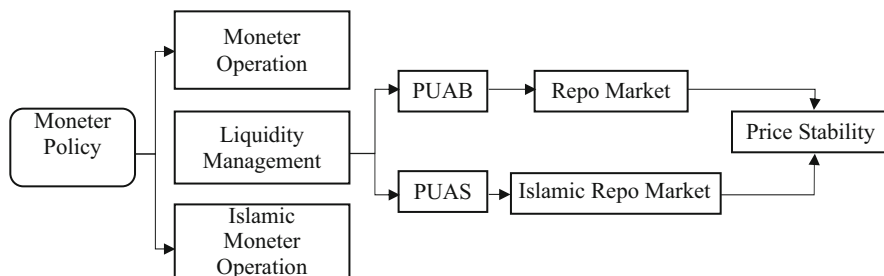 Moneter
Policy
Moneter
Operation
Liquidity
Management
Islamic
Moneter
Operation
PUAB
PUAS
Repo Market
Islamic Repo Market
Price Stability